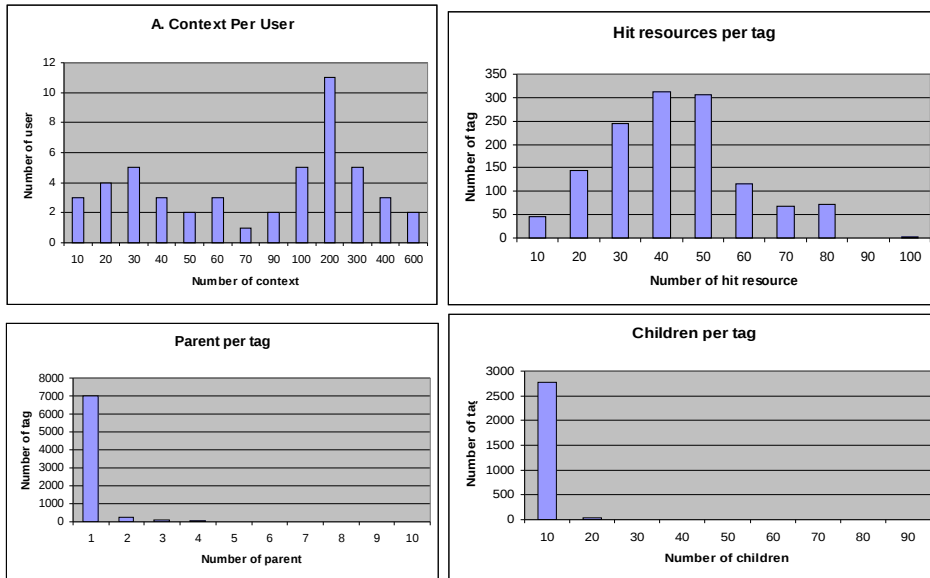 A. Context Per User
Number of user
12
10
8
6
4
2
0
10 20 30 40 50 60 70 90 100 200 300 400 600
Number of context
Hit resources per tag
Number of tag
350
300
250
200
150
100
50
0
10 20 30 40 50 60 70 80 90 100
Number of hit resource
Parent per tag
Number of tag
8000
7000
6000
5000
4000
3000
2000
1000
0
1 2 3 4 5 6 7 8 9 10
Number of parent
Children per tag
Number of tag
3000
2500
2000
1500
1000
500
0
10 20 30 40 50 60 70 80 90
Number of children